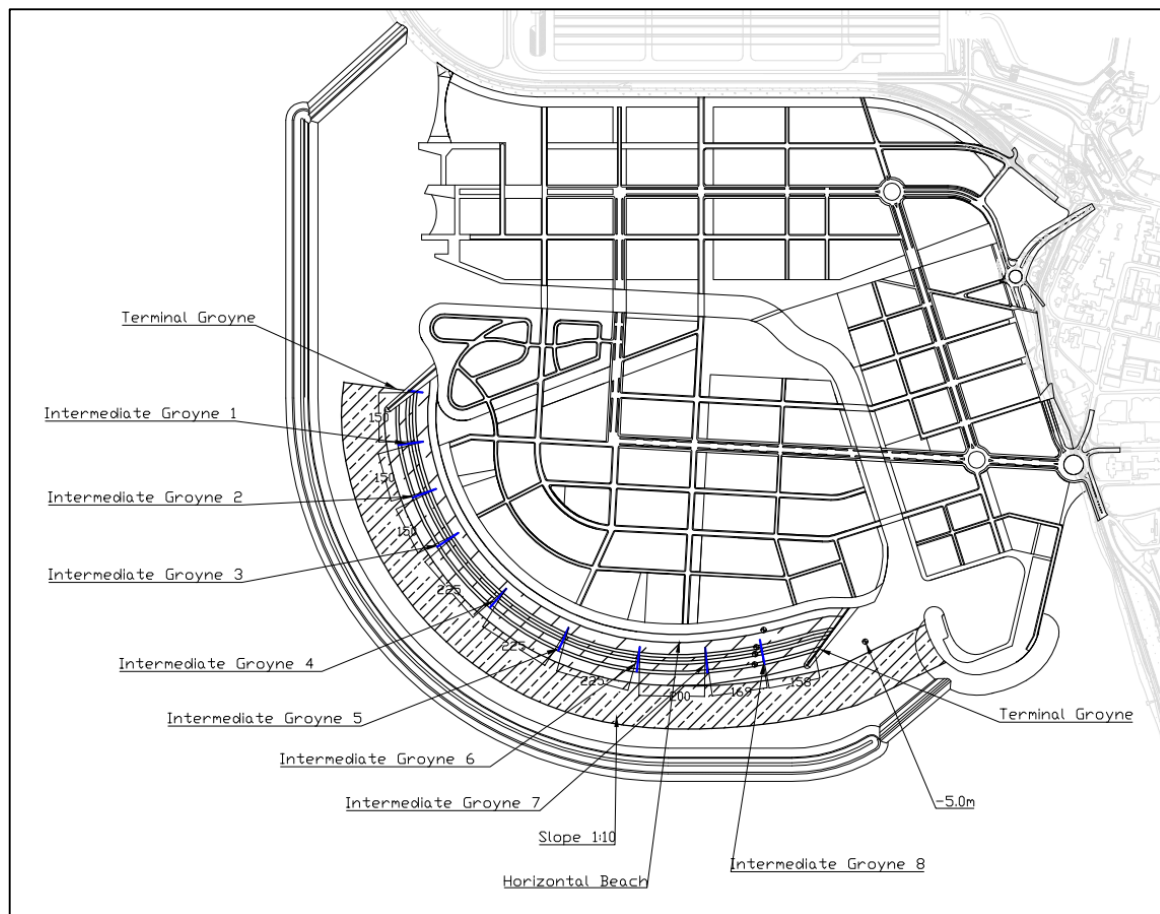 Terminal Groyne
150
Intermediate Groyne 1
150
Intermediate Groyne 2
150
Intermediate Groyne 3
225
Intermediate Groyne 4
225
Intermediate Groyne 5
225
200
169
158
Terminal Groyne
Intermediate Groyne 6
Intermediate Groyne 7
-5.0m
Slope 1:10
Intermediate Groyne 8
Horizontal Beach